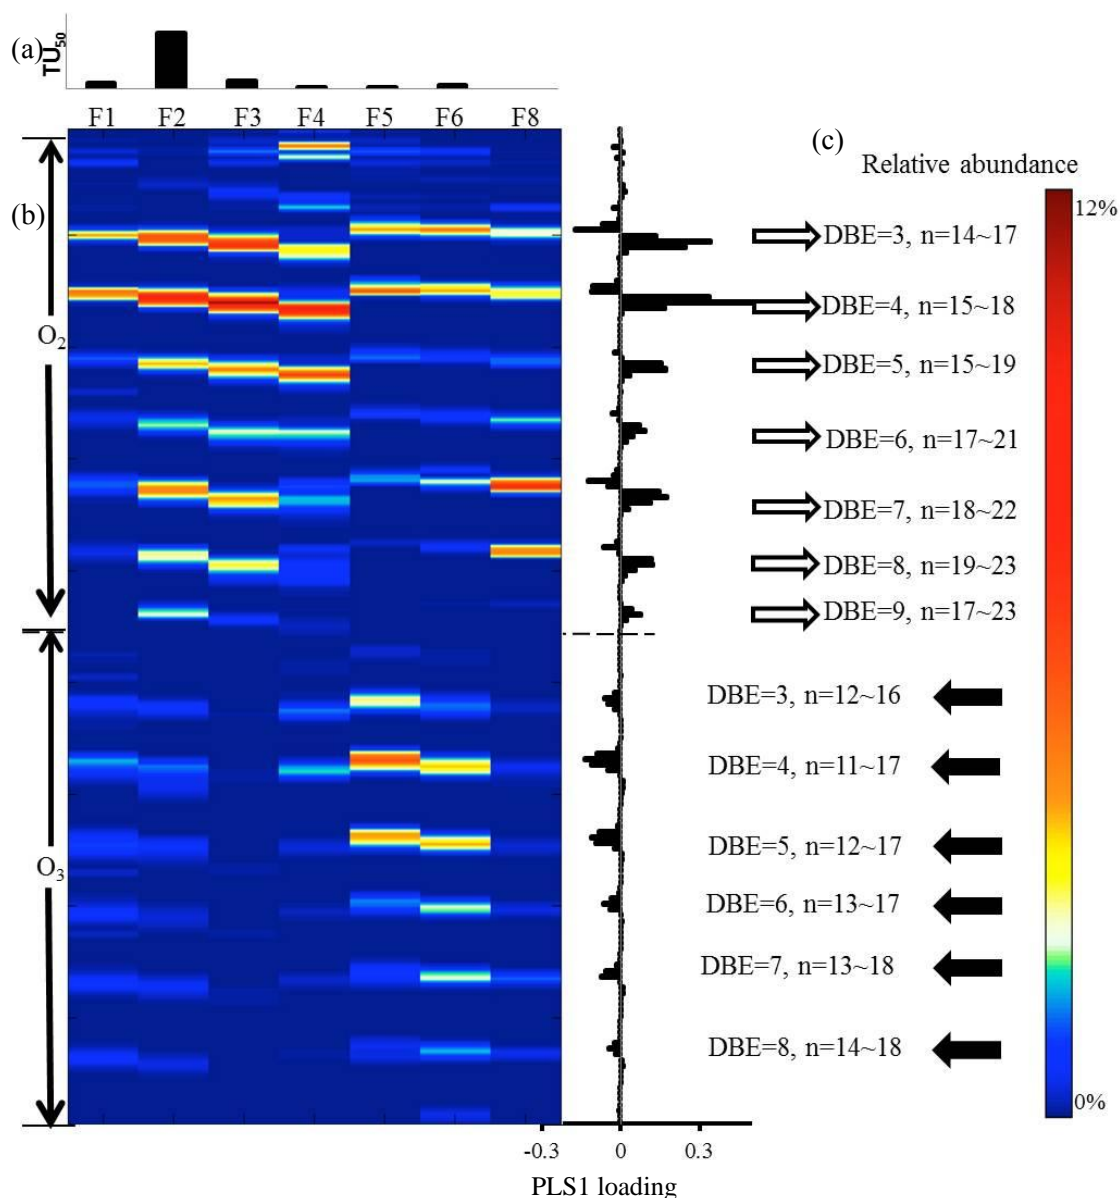 (a)
TU50
F1 F2 F3 F4 F5 F6 F8
(c)
Relative abundance
12%
(b)
DBE=3, n=14~17
DBE=4, n=15~18
O2
DBE=5, n=15~19
DBE=6, n=17~21
DBE=7, n=18~22
DBE=8, n=19~23
DBE=9, n=17~23
DBE=3, n=12~16
DBE=4, n=11~17
DBE=5, n=12~17
O3
DBE=6, n=13~17
DBE=7, n=13~18
DBE=8, n=14~18
0%
-0.3 0 0.3
PLS1 loading